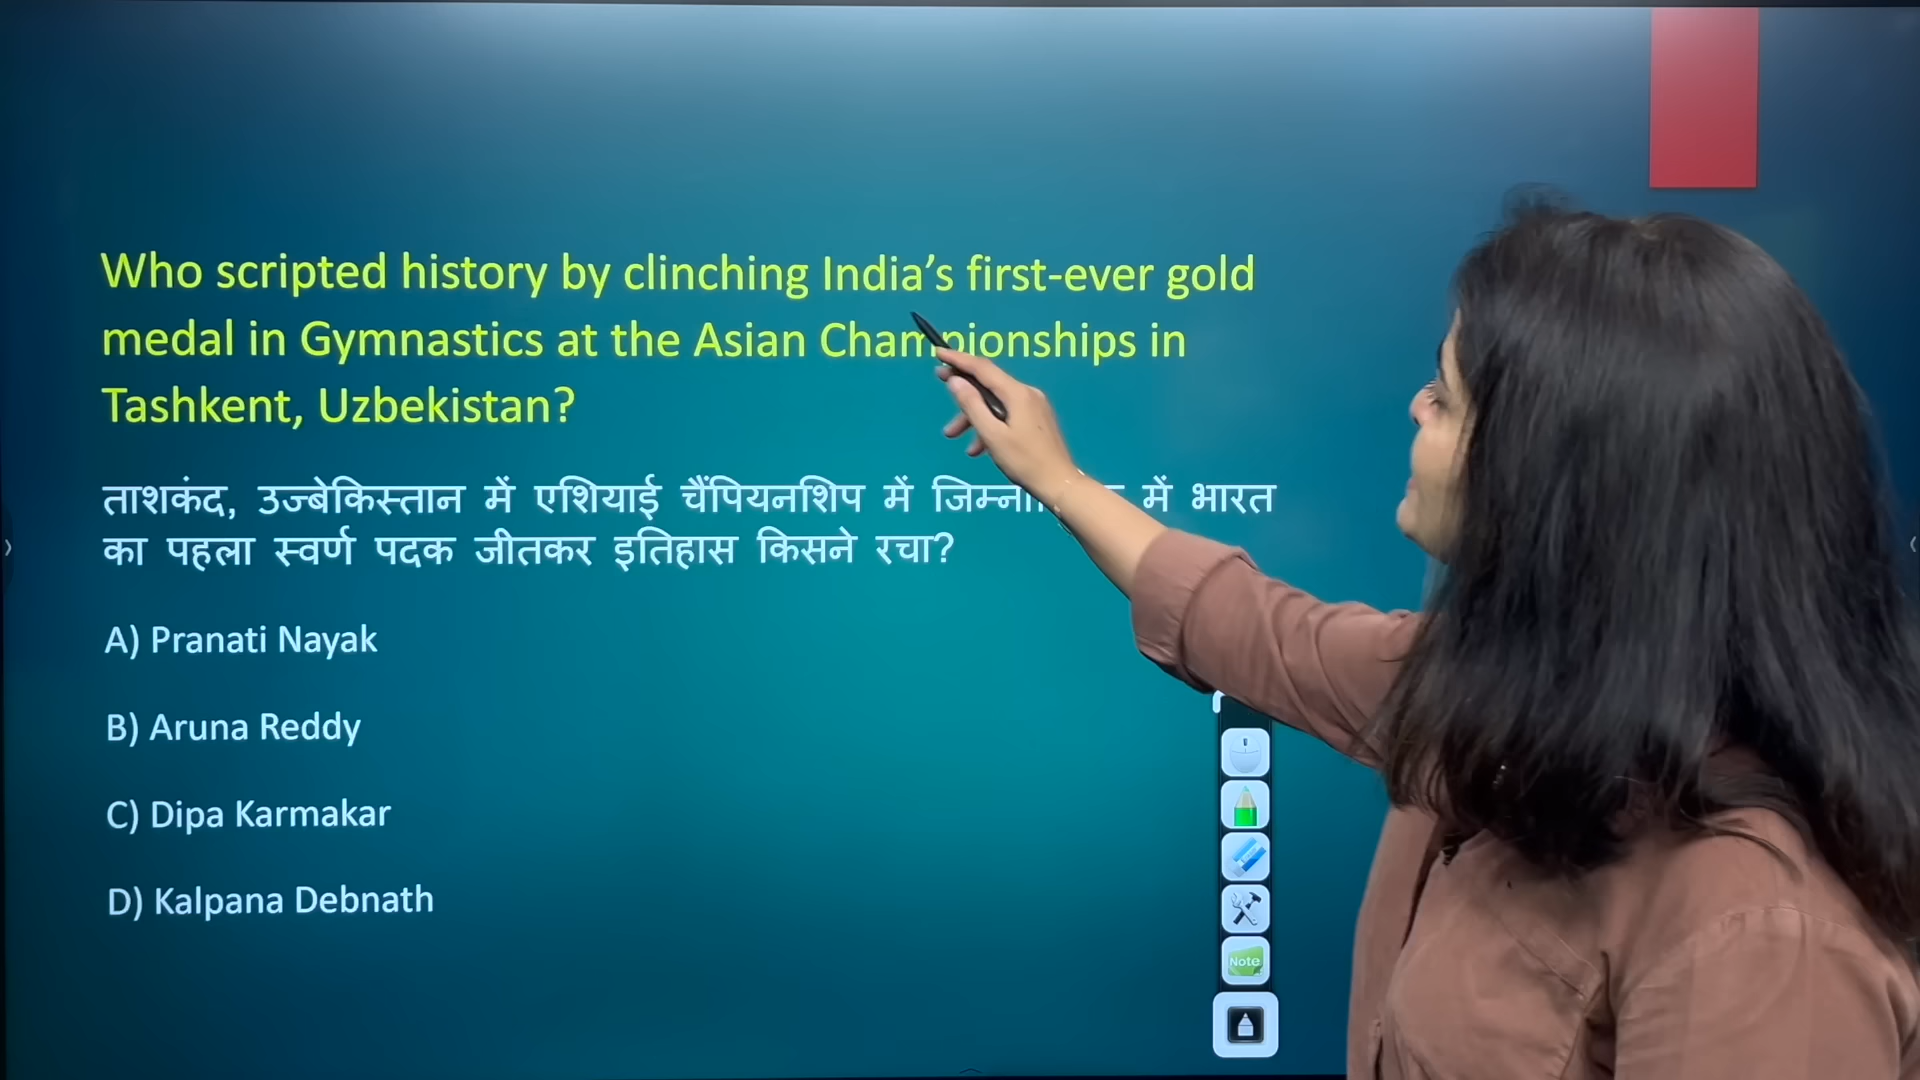 Who scripted history by clinching India’s first-ever gold
medal in Gymnastics at the Asian Championships in
Tashkent, Uzbekistan?
ताशकंद, उज्बेकिस्तान में एशियाई चैंपियनशिप में में भारत
का पहला स्वर्ण पदक जीतकर इतिहास किसने रचा?
A) Pranati Nayak
B) Aruna Reddy
C) Dipa Karmakar
D) Kalpana Debnath
Note